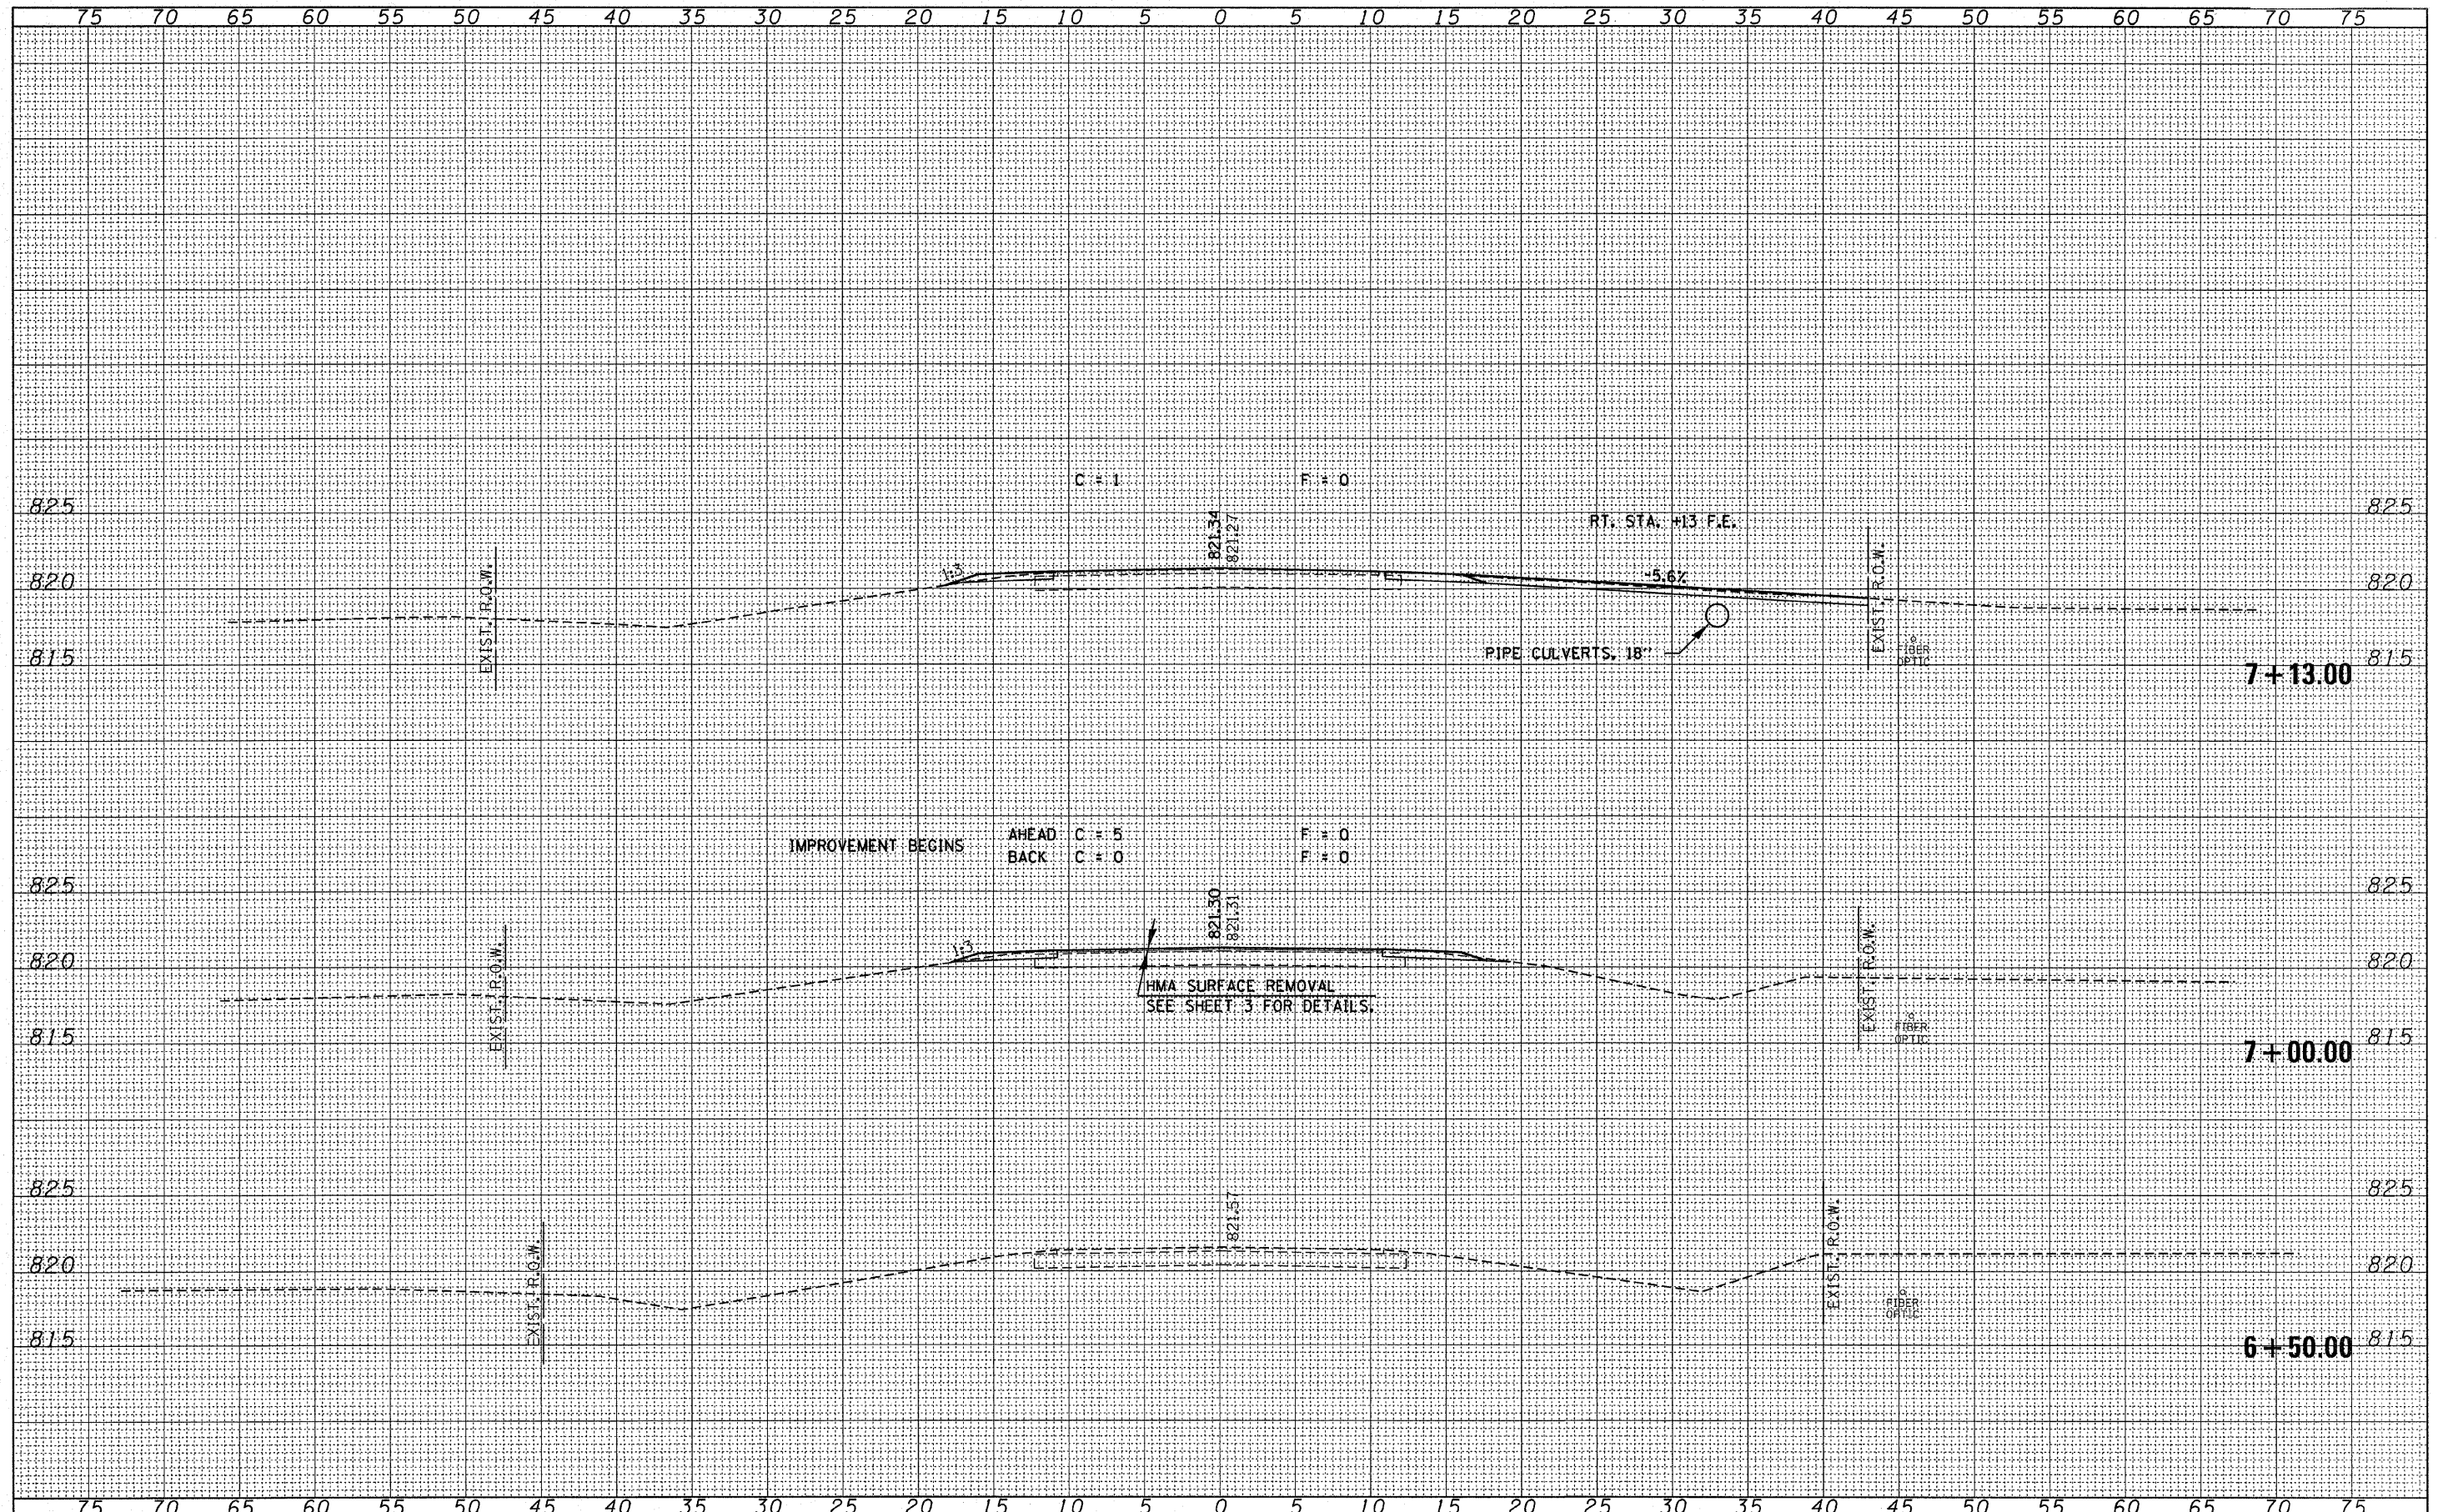 75 70 65 60 55 50 45 40 35 30 25 20 15 10 5 0 5 10 15 20 25 30 35 40 45 50 55 60 65 70 75
C = 1 F = 0
825 825
821.34
821.27
RT. STA. +13 F.E.
1:3
-5.6%
820 820
EXIST. R.O.W.
EXIST. R.O.W.
PIPE CULVERTS, 18"
FIBER
OPTIC
815 815
7+13.00
IMPROVEMENT BEGINS
AHEAD C = 5 F = 0
BACK C = 0 F = 0
825 825
821.30
821.31
1:3
820 820
EXIST. R.O.W.
EXIST. R.O.W.
HMA SURFACE REMOVAL
SEE SHEET 3 FOR DETAILS.
FIBER
OPTIC
815 815
7+00.00
825 825
821.57
820 820
EXIST. R.O.W.
EXIST. R.O.W.
FIBER
OPTIC
815 815
6+50.00
75 70 65 60 55 50 45 40 35 30 25 20 15 10 5 0 5 10 15 20 25 30 35 40 45 50 55 60 65 70 75